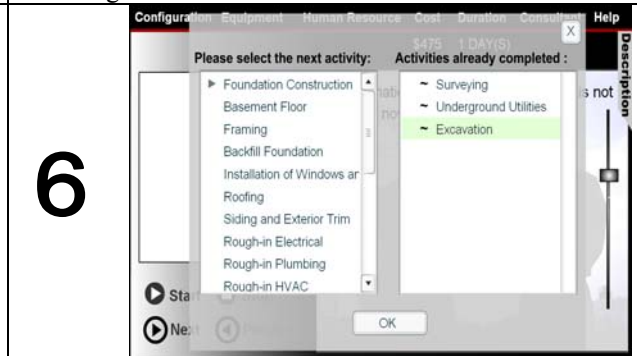 6
Configuration Equipment Human Resource Cost Duration Consultant Help
$475 1 DAY(S)
X
Description
Please select the next activity:
Foundation Construction
Basement Floor
Framing
Backfill Foundation
Installation of Windows ar
Roofing
Siding and Exterior Trim
Rough-in Electrical
Rough-in Plumbing
Rough-in HVAC
Activities already completed :
~ Surveying
~ Underground Utilities
~ Excavation
s not
Start
Next
OK